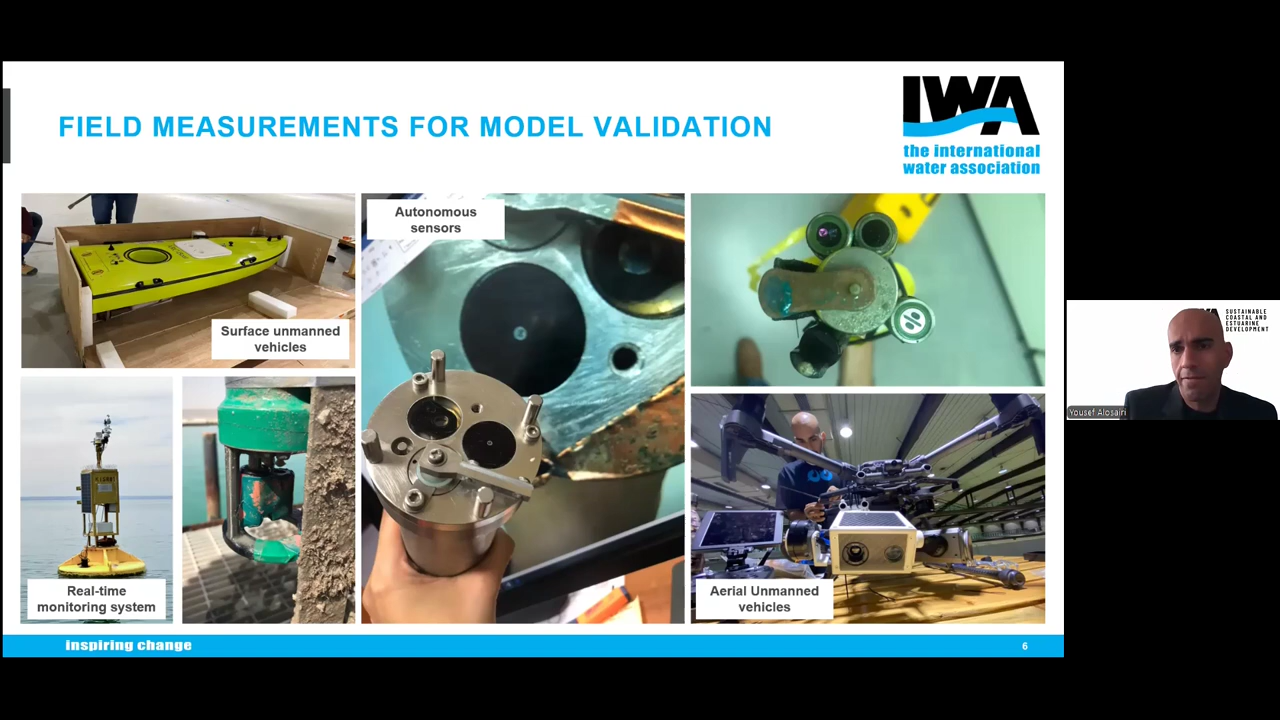 FIELD MEASUREMENTS FOR MODEL VALIDATION
IWA
the international
water association
Surface unmanned
vehicles
Autonomous
sensors
Real-time
monitoring system
Aerial Unmanned
vehicles
inspiring change
6
SUSTAINABLE
COASTAL AND
ESTUARINE
DEVELOPMENT
Yousef Alosairi